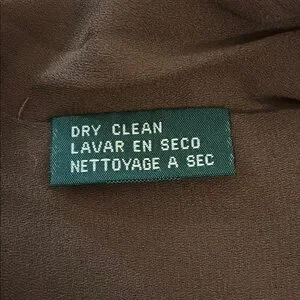 DRY CLEAN
LAVAR EN SECO
NETTOYAGE A SEC